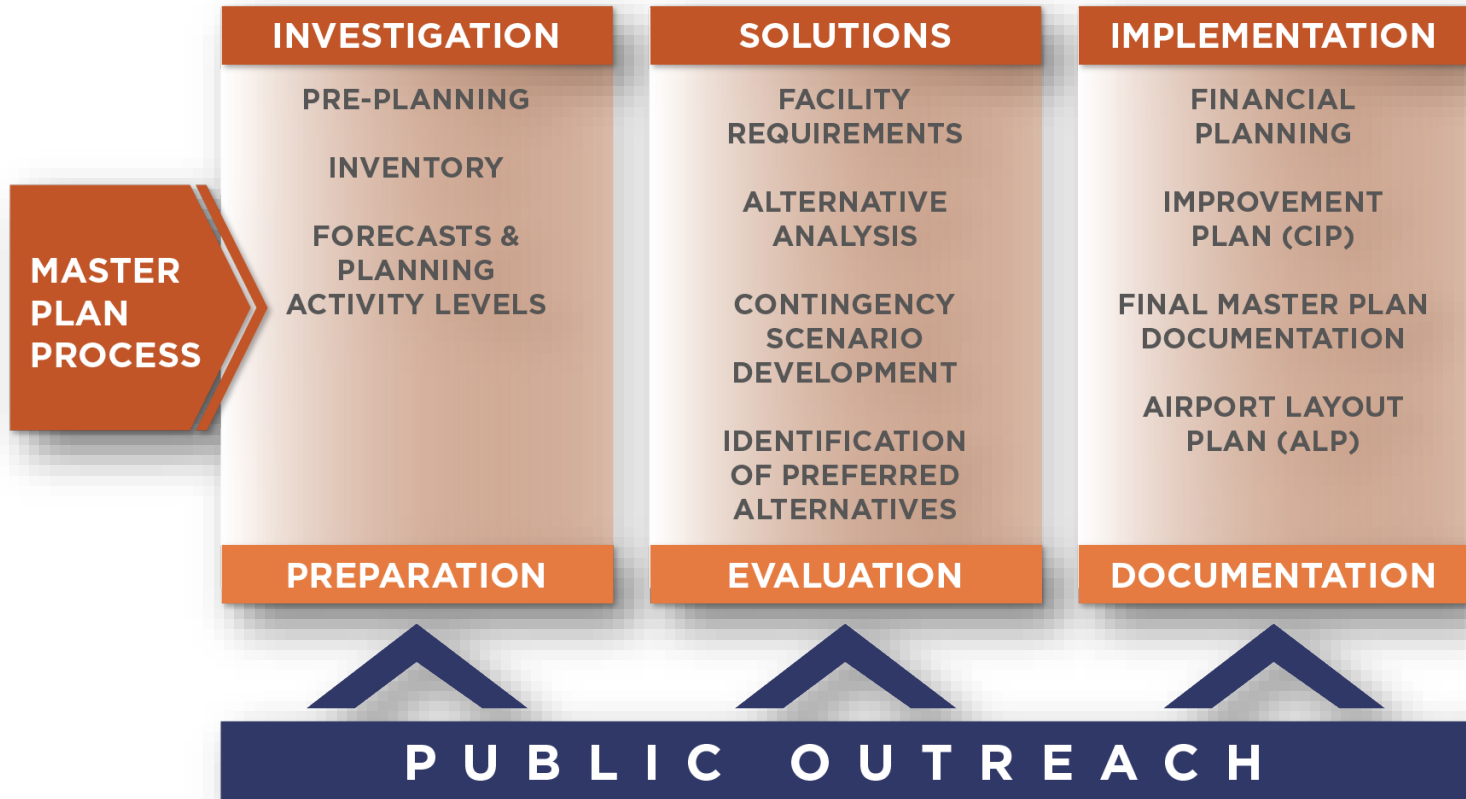 MASTER
PLAN
PROCESS
INVESTIGATION
PRE-PLANNING
INVENTORY
FORECASTS &
PLANNING
ACTIVITY LEVELS
PREPARATION
SOLUTIONS
FACILITY
REQUIREMENTS
ALTERNATIVE
ANALYSIS
CONTINGENCY
SCENARIO
DEVELOPMENT
IDENTIFICATION
OF PREFERRED
ALTERNATIVES
EVALUATION
IMPLEMENTATION
FINANCIAL
PLANNING
IMPROVEMENT
PLAN (CIP)
FINAL MASTER PLAN
DOCUMENTATION
AIRPORT LAYOUT
PLAN (ALP)
DOCUMENTATION
PUBLIC OUTREACH